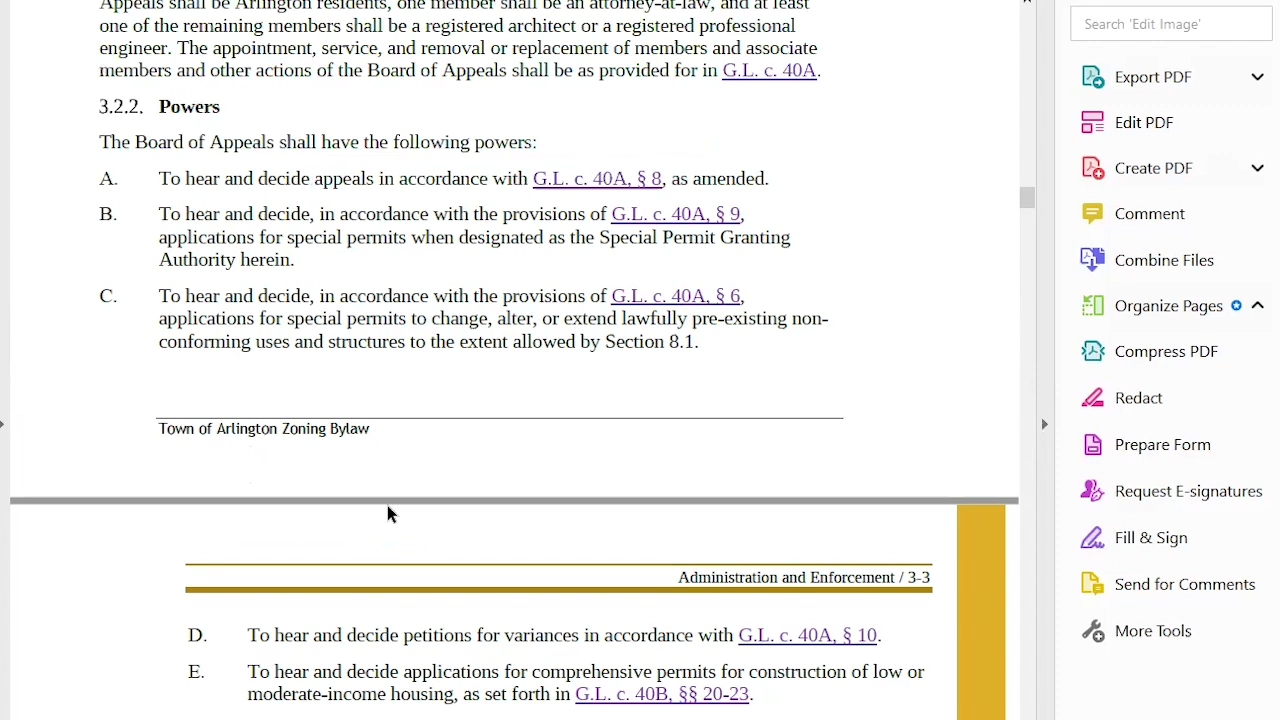 Appeals shall be Arlington residents, one member shall be an attorney-at-law, and at least
one of the remaining members shall be a registered architect or a registered professional
engineer. The appointment, service, and removal or replacement of members and associate
members and other actions of the Board of Appeals shall be as provided for in G.L. c. 40A.
3.2.2. Powers
The Board of Appeals shall have the following powers:
A. To hear and decide appeals in accordance with G.L. c. 40A, § 8, as amended.
B. To hear and decide, in accordance with the provisions of G.L. c. 40A, § 9,
applications for special permits when designated as the Special Permit Granting
Authority herein.
C. To hear and decide, in accordance with the provisions of G.L. c. 40A, § 6,
applications for special permits to change, alter, or extend lawfully pre-existing non-
conforming uses and structures to the extent allowed by Section 8.1.
Town of Arlington Zoning Bylaw
Administration and Enforcement / 3-3
D. To hear and decide petitions for variances in accordance with G.L. c. 40A, § 10.
E. To hear and decide applications for comprehensive permits for construction of low or
moderate-income housing, as set forth in G.L. c. 40B, §§ 20-23.
Search 'Edit Image'
Export PDF
Edit PDF
Create PDF
Comment
Combine Files
Organize Pages
Compress PDF
Redact
Prepare Form
Request E-signatures
Fill & Sign
Send for Comments
More Tools